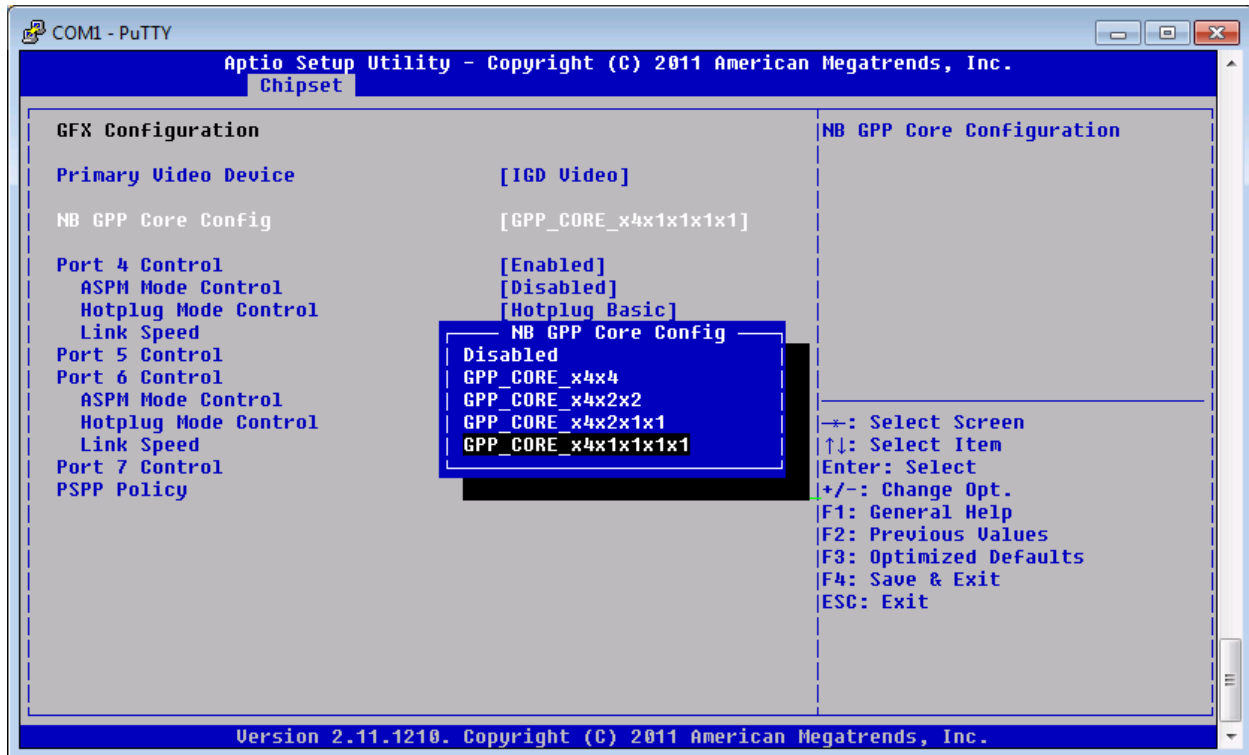 COM1 - PuTTY
Aptio Setup Utility - Copyright (C) 2011 American Megatrends, Inc.
Chipset
GFX Configuration
NB GPP Core Configuration
Primary Video Device [IGD Video]
NB GPP Core Config [GPP_CORE_x4x1x1x1x1]
Port 4 Control [Enabled]
ASPM Mode Control [Disabled]
Hotplug Mode Control [Hotplug Basic]
Link Speed
Port 5 Control
Port 6 Control
ASPM Mode Control
Hotplug Mode Control
Link Speed
Port 7 Control
PSPP Policy
NB GPP Core Config
Disabled
GPP_CORE_x4x4
GPP_CORE_x4x2x2
GPP_CORE_x4x2x1x1
GPP_CORE_x4x1x1x1x1
→←: Select Screen
↑↓: Select Item
Enter: Select
+/-: Change Opt.
F1: General Help
F2: Previous Values
F3: Optimized Defaults
F4: Save & Exit
ESC: Exit
Version 2.11.1210. Copyright (C) 2011 American Megatrends, Inc.